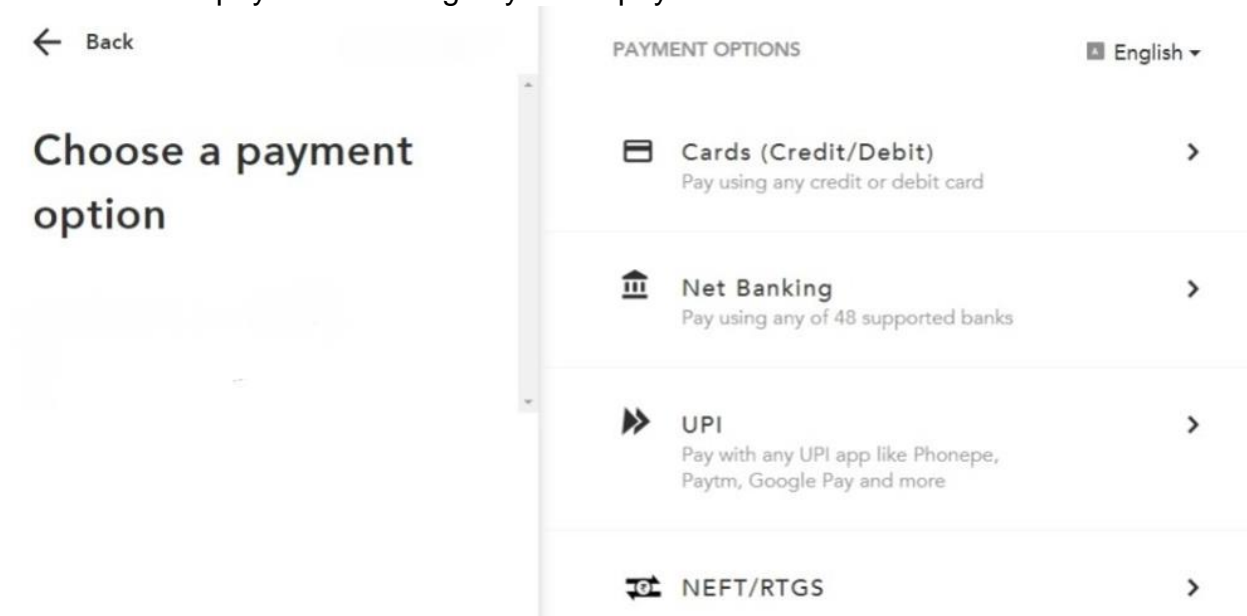 ← Back
Choose a payment
option
PAYMENT OPTIONS
English
Cards (Credit/Debit)
Pay using any credit or debit card
Net Banking
Pay using any of 48 supported banks
UPI
Pay with any UPI app like Phonepe,
Paytm, Google Pay and more
NEFT/RTGS